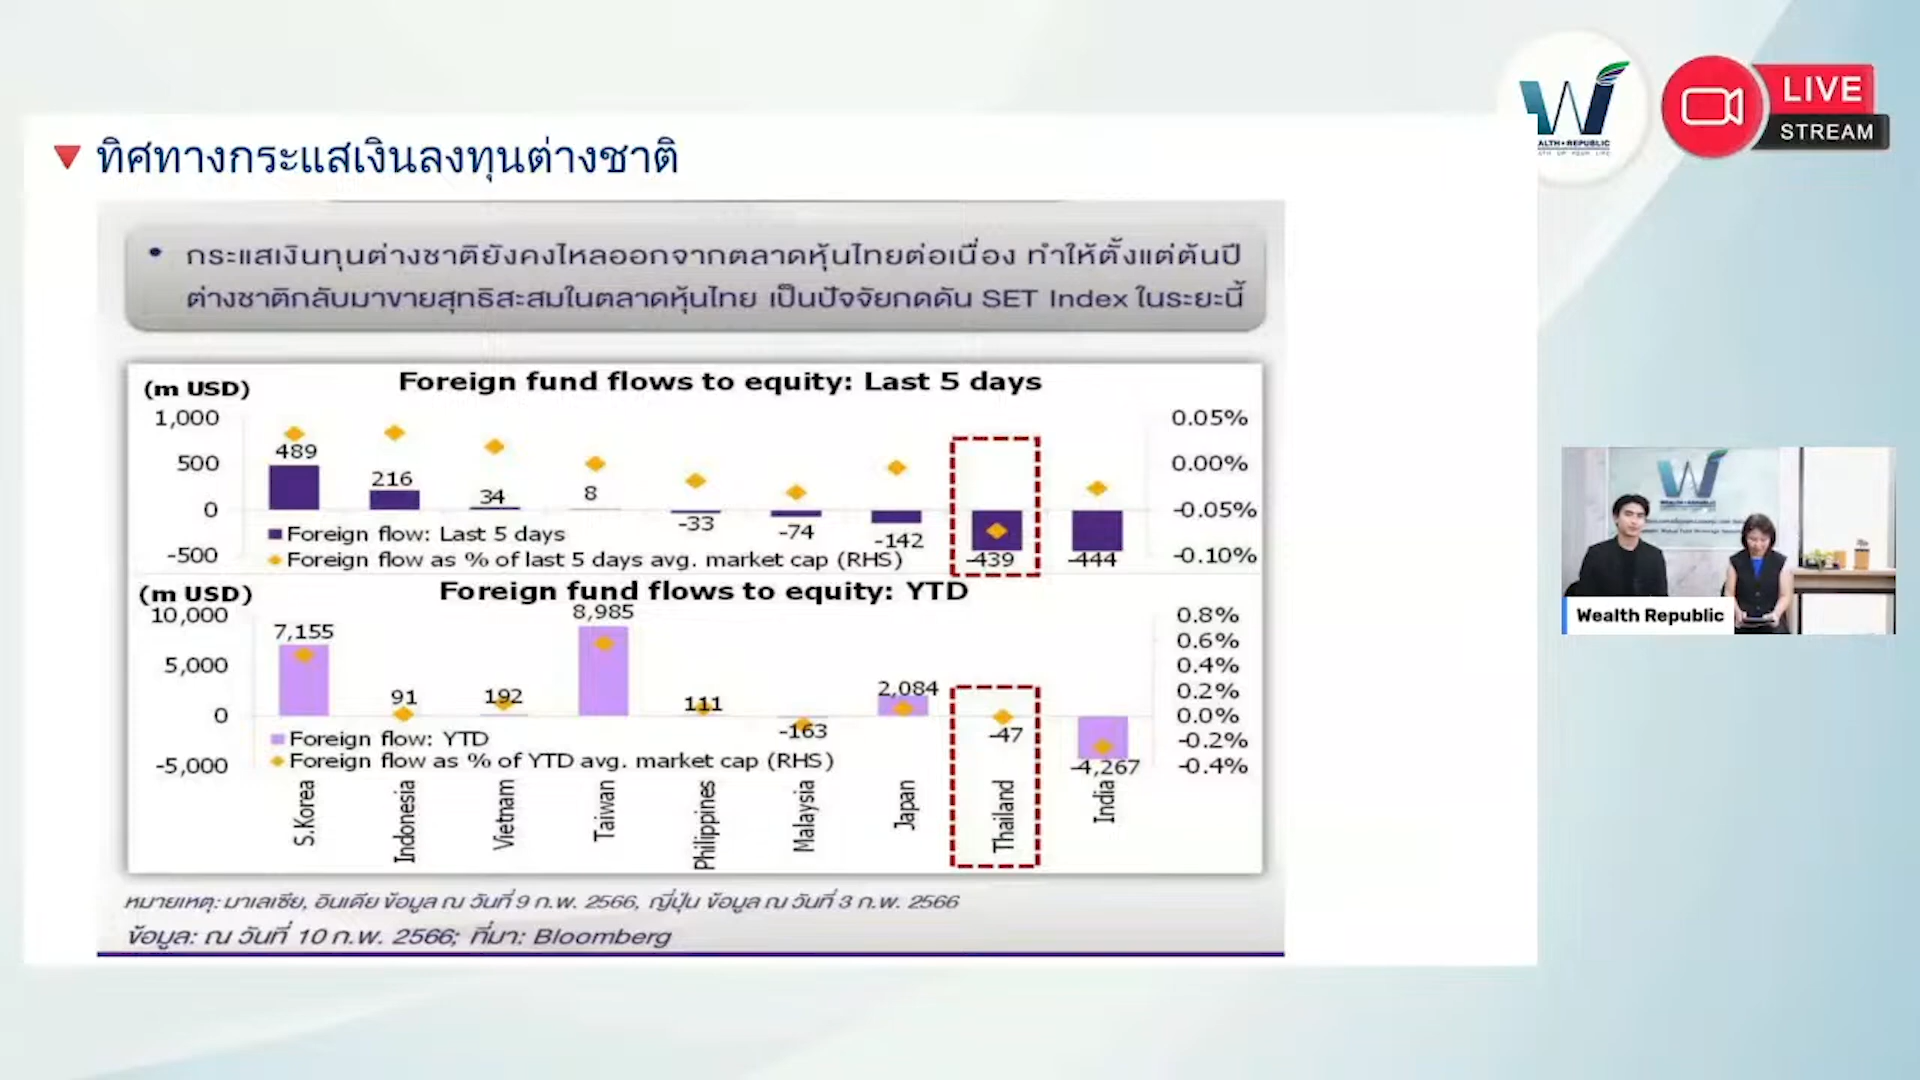 LIVE
STREAM
W
ALTH•REPUBLIC
ทิศทางกระแสเงินลงทุนต่างชาติ
• กระแสเงินทุนต่างชาติยังคงไหลออกจากตลาดหุ้นไทยต่อเนื่อง ทำให้ตั้งแต่ต้นปี
ต่างชาติกลับมาขายสุทธิสะสมในตลาดหุ้นไทย เป็นปัจจัยกดดัน SET Index ในระยะนี้
(m USD) Foreign fund flows to equity: Last 5 days
1,000 0.05%
489
500 0.00%
216 34 8
0 -0.05%
-33 -74 -142
Foreign flow: Last 5 days
-500 -0.10%
Foreign flow as % of last 5 days avg. market cap (RHS) -439 -444
(m USD) Foreign fund flows to equity: YTD
10,000 8,985 0.8%
7,155 0.6%
5,000 0.4%
91 192 111 2,084 0.2%
0 0.0%
-163 -47
Foreign flow: YTD -0.2%
Foreign flow as % of YTD avg. market cap (RHS)
-5,000 -4,267 -0.4%
S.Korea Indonesia Vietnam Taiwan Philippines Malaysia Japan Thailand India
หมายเหตุ: มาเลเซีย, อินเดีย ข้อมูล ณ วันที่ 9 ก.พ. 2566, ญี่ปุ่น ข้อมูล ณ วันที่ 3 ก.พ. 2566
ข้อมูล: ณ วันที่ 10 ก.พ. 2566; ที่มา: Bloomberg
W
Wealth Republic